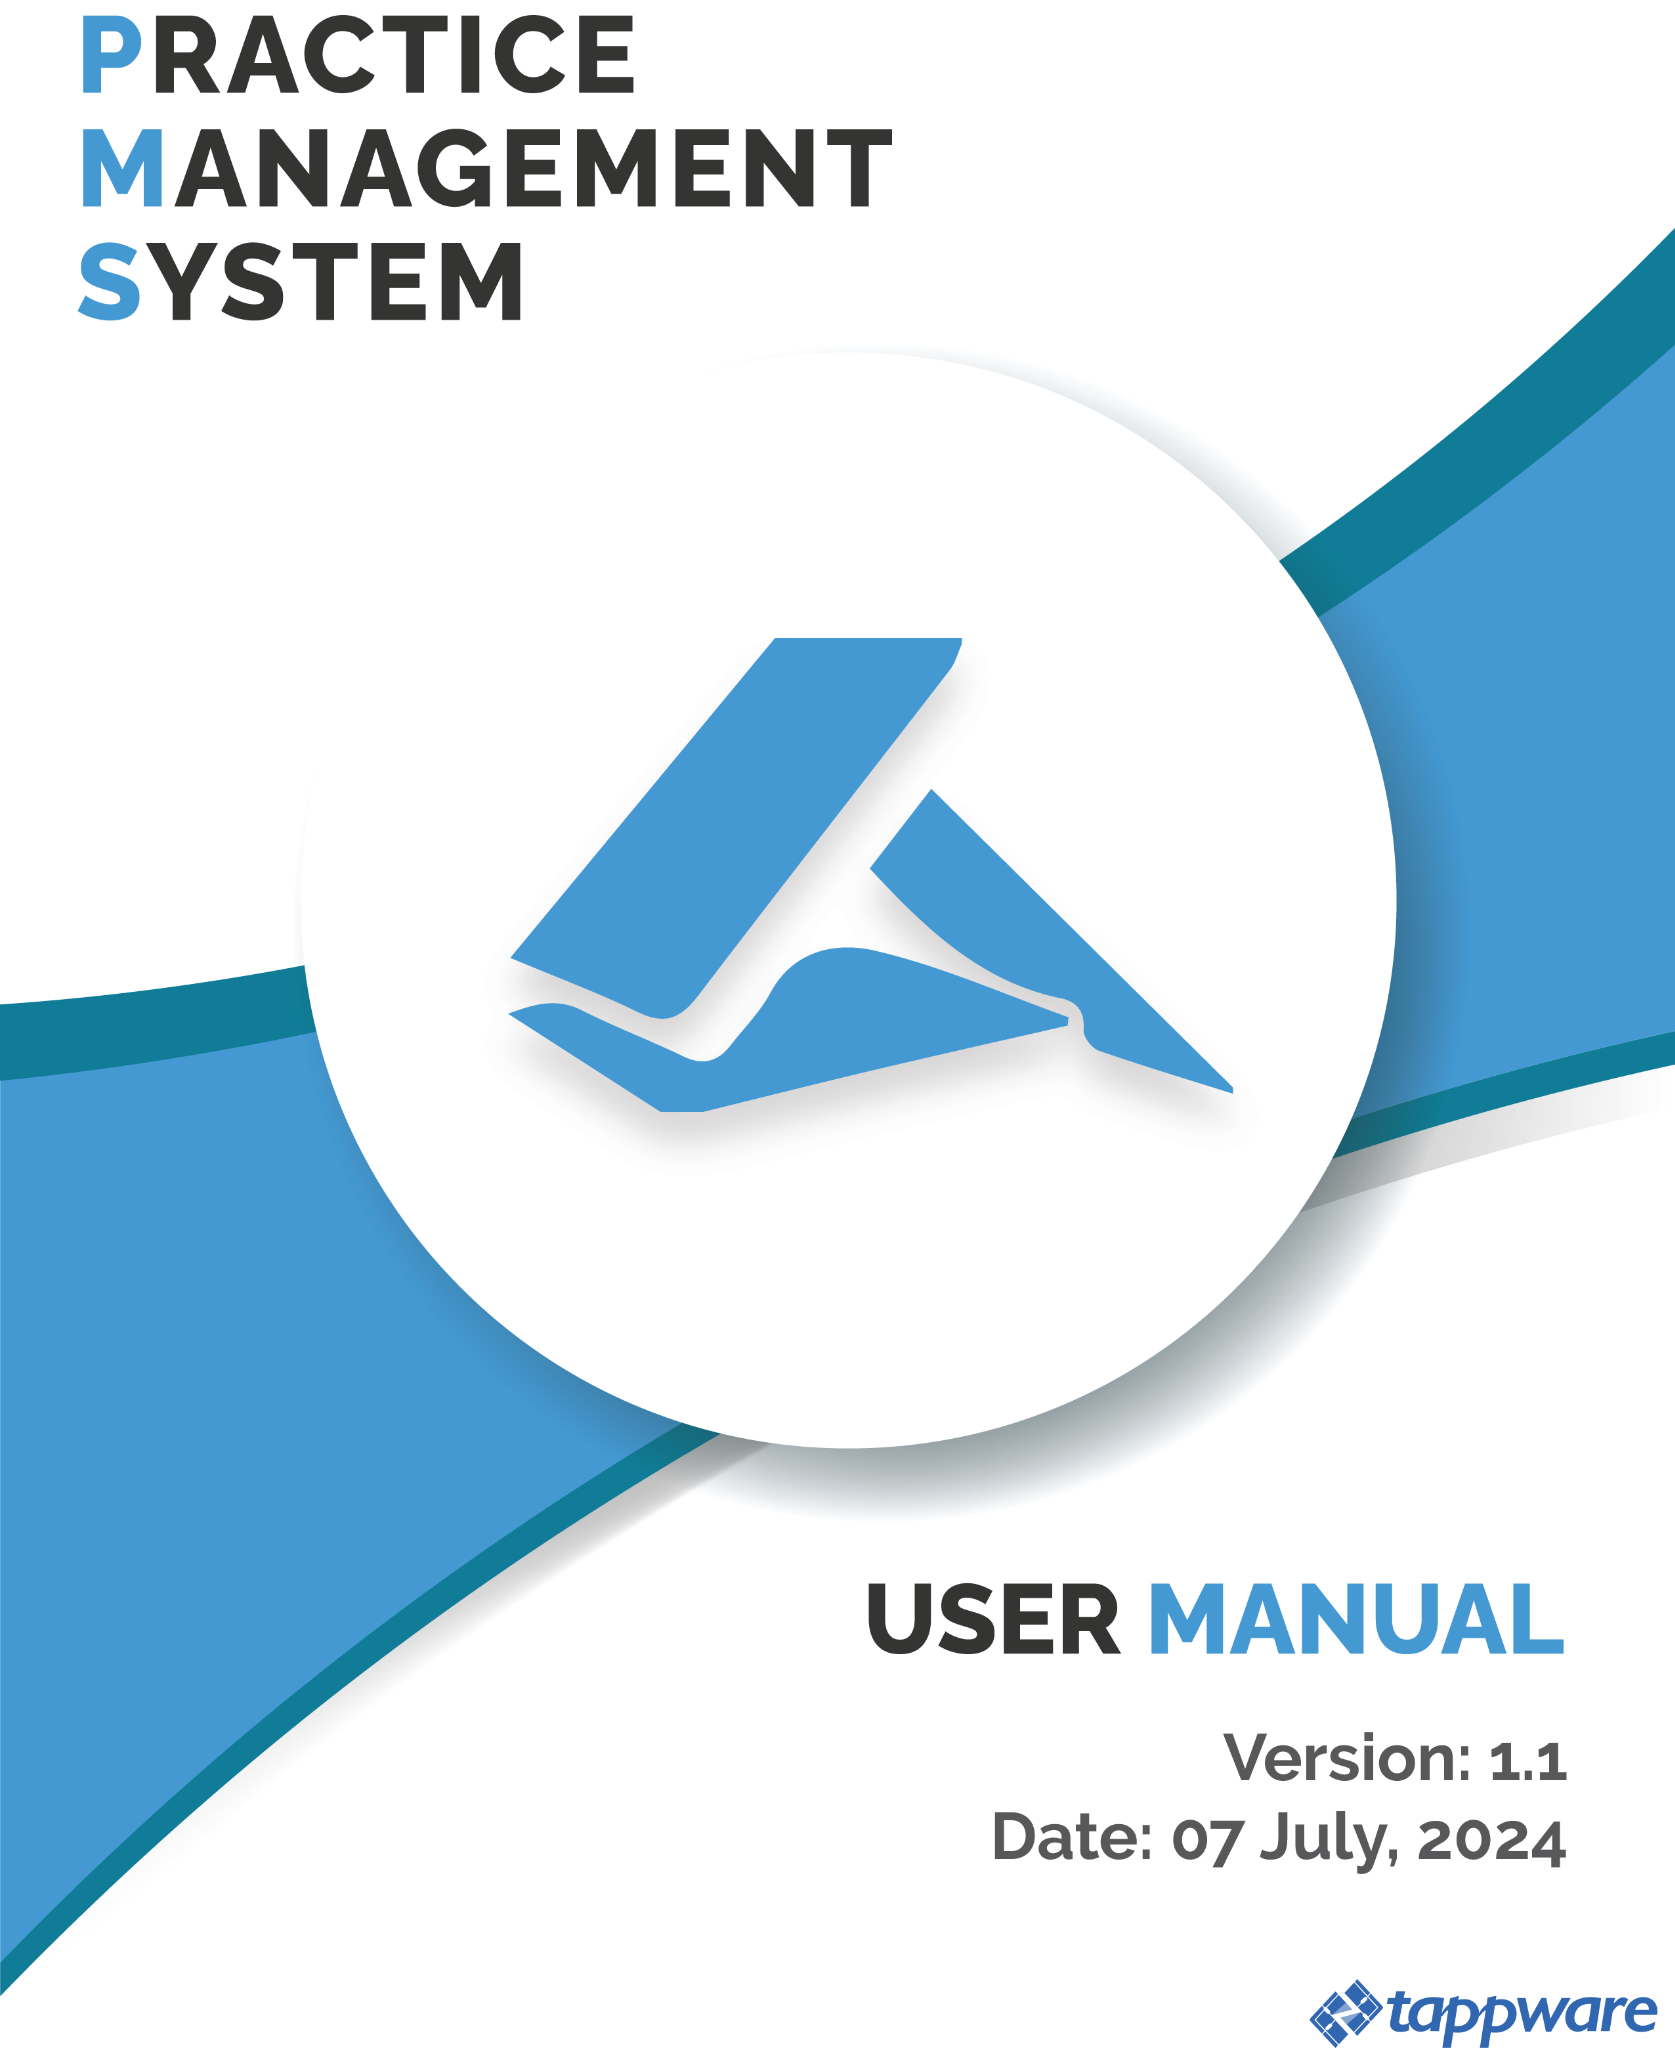 PRACTICE
MANAGEMENT
SYSTEM
USER MANUAL
Version: 1.1
Date: 07 July, 2024
tappware